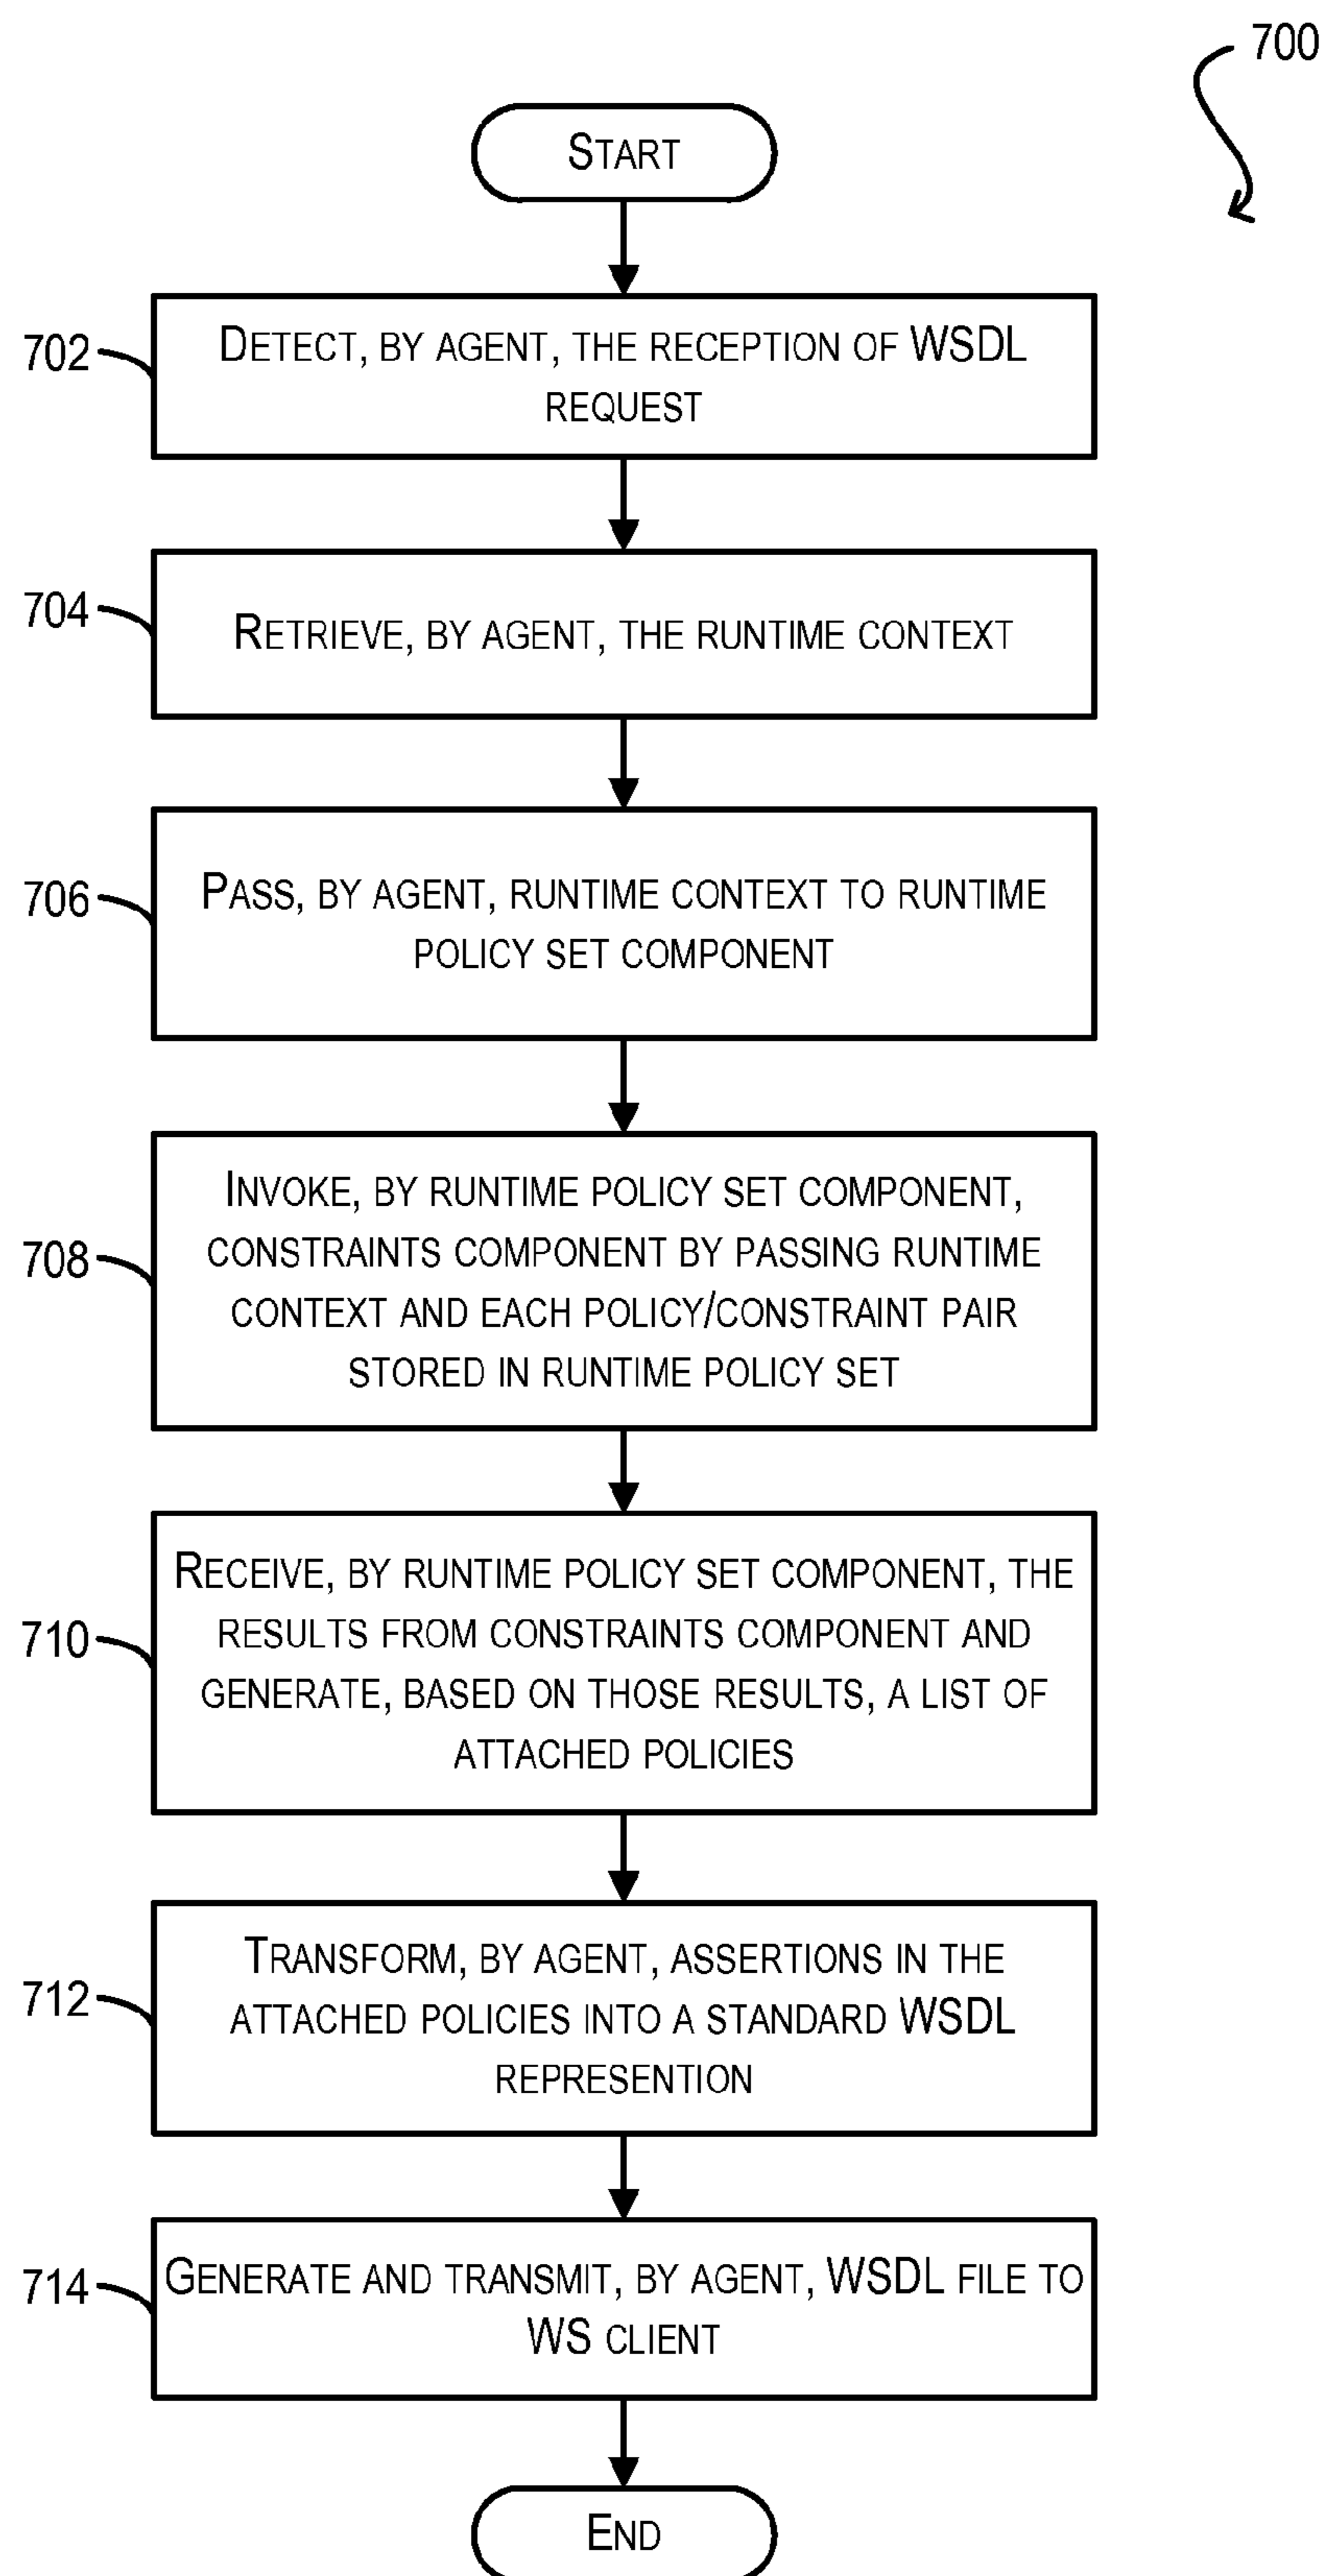 700
START
702
DETECT, BY AGENT, THE RECEPTION OF WSDL
REQUEST
704
RETRIEVE, BY AGENT, THE RUNTIME CONTEXT
706
PASS, BY AGENT, RUNTIME CONTEXT TO RUNTIME
POLICY SET COMPONENT
708
INVOKE, BY RUNTIME POLICY SET COMPONENT,
CONSTRAINTS COMPONENT BY PASSING RUNTIME
CONTEXT AND EACH POLICY/CONSTRAINT PAIR
STORED IN RUNTIME POLICY SET
710
RECEIVE, BY RUNTIME POLICY SET COMPONENT, THE
RESULTS FROM CONSTRAINTS COMPONENT AND
GENERATE, BASED ON THOSE RESULTS, A LIST OF
ATTACHED POLICIES
712
TRANSFORM, BY AGENT, ASSERTIONS IN THE
ATTACHED POLICIES INTO A STANDARD WSDL
REPRESENTION
714
GENERATE AND TRANSMIT, BY AGENT, WSDL FILE TO
WS CLIENT
END